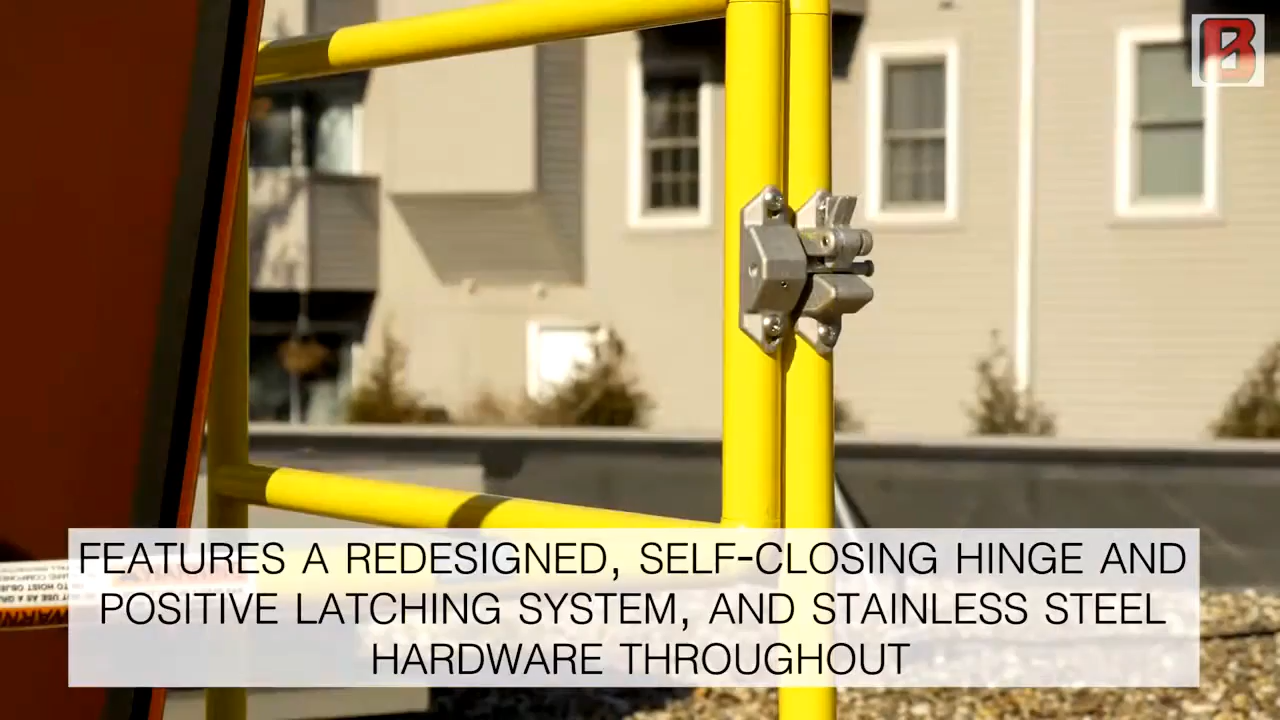 FEATURES A REDESIGNED, SELF-CLOSING HINGE AND
POSITIVE LATCHING SYSTEM, AND STAINLESS STEEL
HARDWARE THROUGHOUT
B